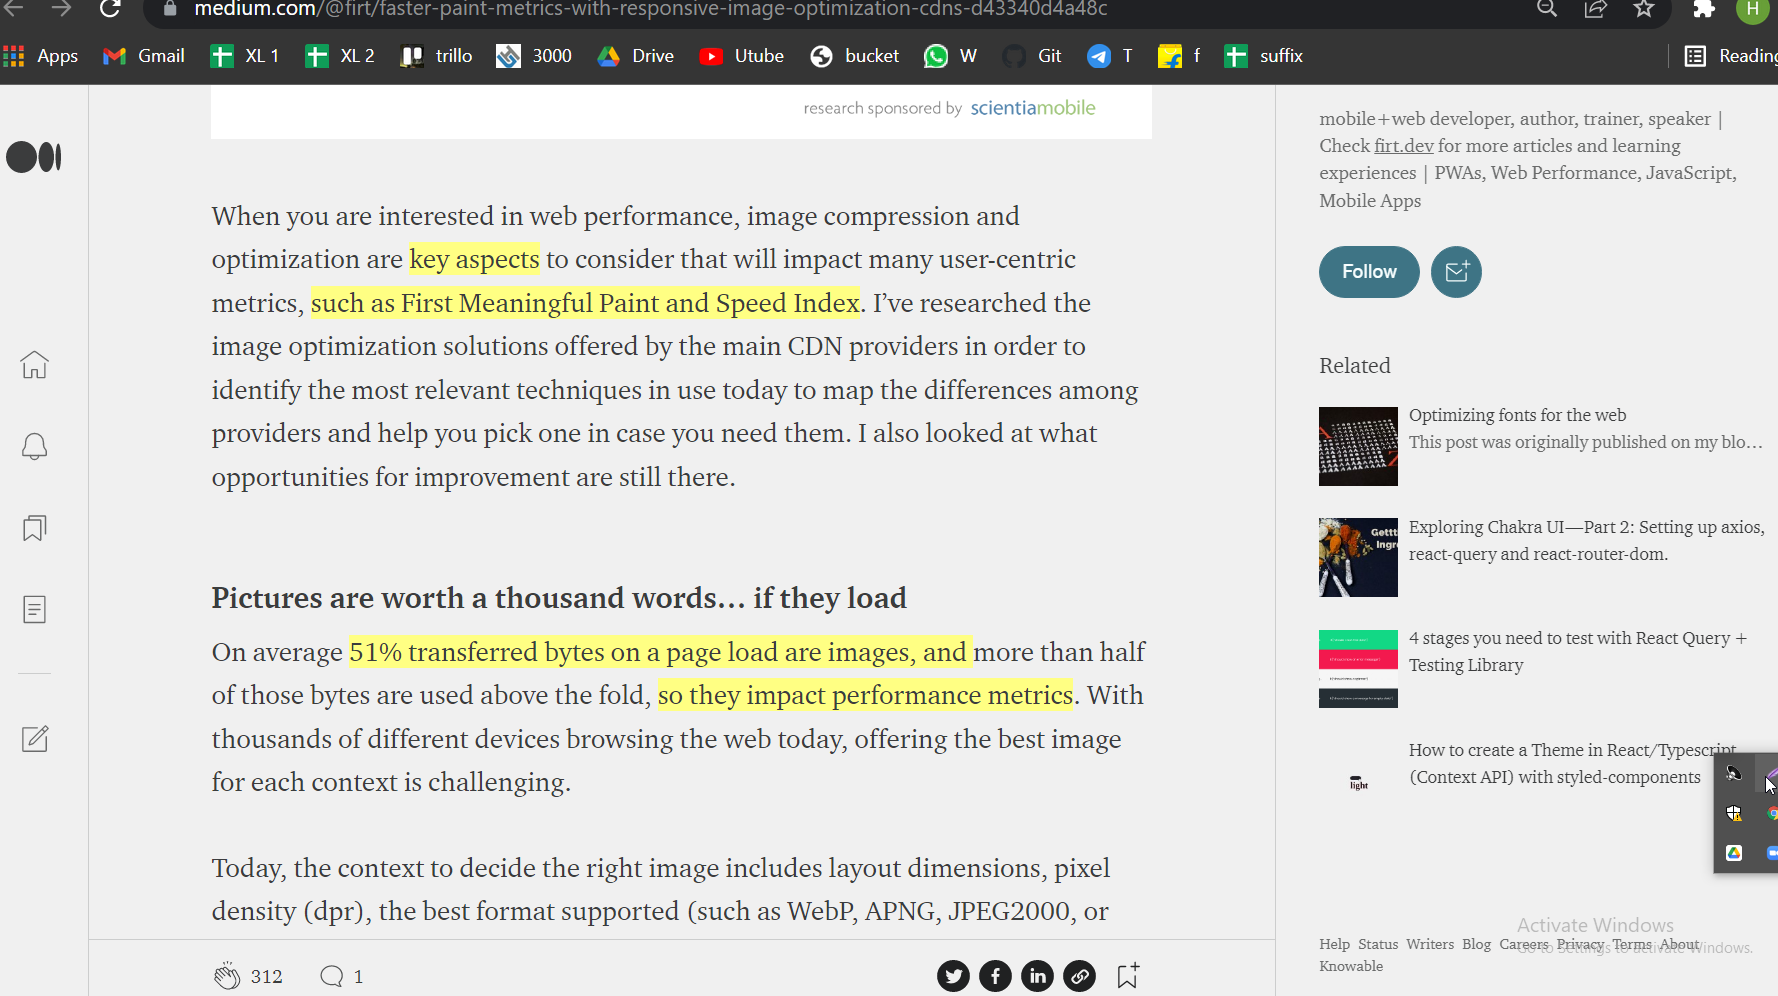 medium.com/@firt/faster-paint-metrics-with-responsive-image-optimization-cdns-d43340d4a48c
H
Apps Gmail XL 1 XL 2 trillo 3000 Drive Utube bucket W Git T f suffix Reading
research sponsored by scientiamobile
When you are interested in web performance, image compression and
optimization are key aspects to consider that will impact many user-centric
metrics, such as First Meaningful Paint and Speed Index. I’ve researched the
image optimization solutions offered by the main CDN providers in order to
identify the most relevant techniques in use today to map the differences among
providers and help you pick one in case you need them. I also looked at what
opportunities for improvement are still there.
Pictures are worth a thousand words… if they load
On average 51% transferred bytes on a page load are images, and more than half
of those bytes are used above the fold, so they impact performance metrics. With
thousands of different devices browsing the web today, offering the best image
for each context is challenging.
Today, the context to decide the right image includes layout dimensions, pixel
density (dpr), the best format supported (such as WebP, APNG, JPEG2000, or
312 1
mobile+web developer, author, trainer, speaker |
Check firt.dev for more articles and learning
experiences | PWAs, Web Performance, JavaScript,
Mobile Apps
Follow
Related
Optimizing fonts for the web
This post was originally published on my blo…
Exploring Chakra UI—Part 2: Setting up axios,
react-query and react-router-dom.
4 stages you need to test with React Query +
Testing Library
How to create a Theme in React/Typescript
(Context API) with styled-components
light
Activate Windows
Go to Settings to activate Windows.
Help Status Writers Blog Careers Privacy Terms About
Knowable